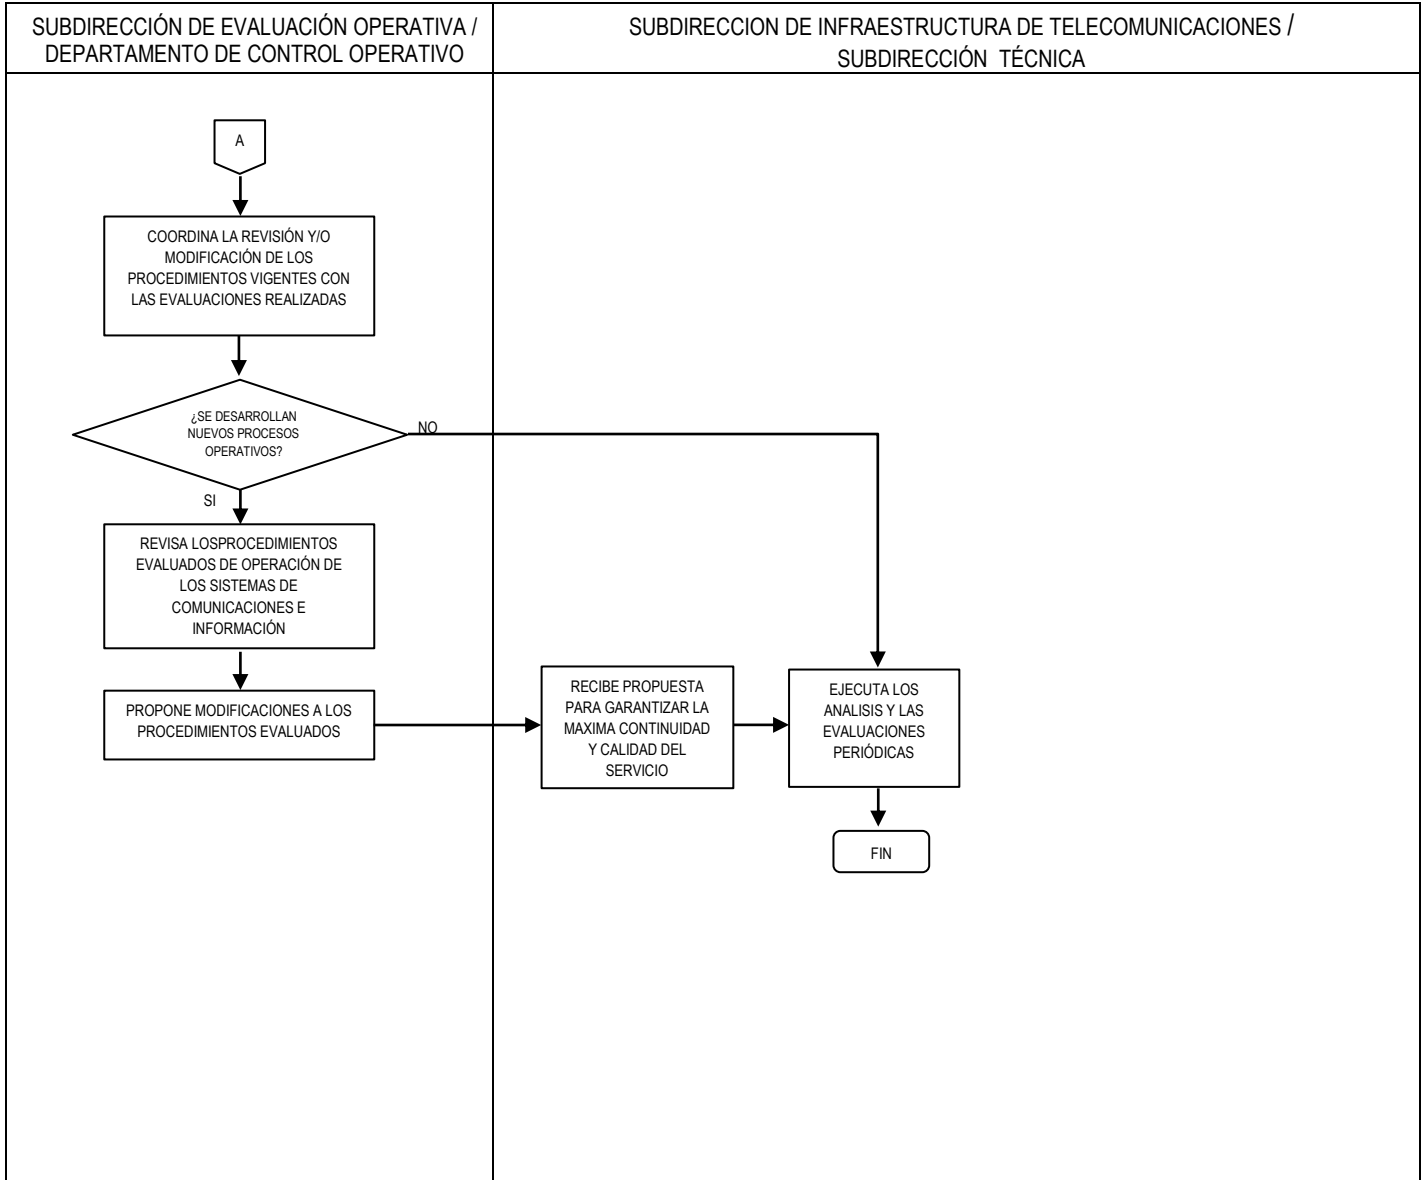 SUBDIRECCIÓN DE EVALUACIÓN OPERATIVA /
DEPARTAMENTO DE CONTROL OPERATIVO
SUBDIRECCION DE INFRAESTRUCTURA DE TELECOMUNICACIONES /
SUBDIRECCIÓN TÉCNICA
A
COORDINA LA REVISIÓN Y/O
MODIFICACIÓN DE LOS
PROCEDIMIENTOS VIGENTES CON
LAS EVALUACIONES REALIZADAS
¿SE DESARROLLAN
NUEVOS PROCESOS
OPERATIVOS?
NO
SI
REVISA LOSPROCEDIMIENTOS
EVALUADOS DE OPERACIÓN DE
LOS SISTEMAS DE
COMUNICACIONES E
INFORMACIÓN
PROPONE MODIFICACIONES A LOS
PROCEDIMIENTOS EVALUADOS
RECIBE PROPUESTA
PARA GARANTIZAR LA
MAXIMA CONTINUIDAD
Y CALIDAD DEL
SERVICIO
EJECUTA LOS
ANALISIS Y LAS
EVALUACIONES
PERIÓDICAS
FIN